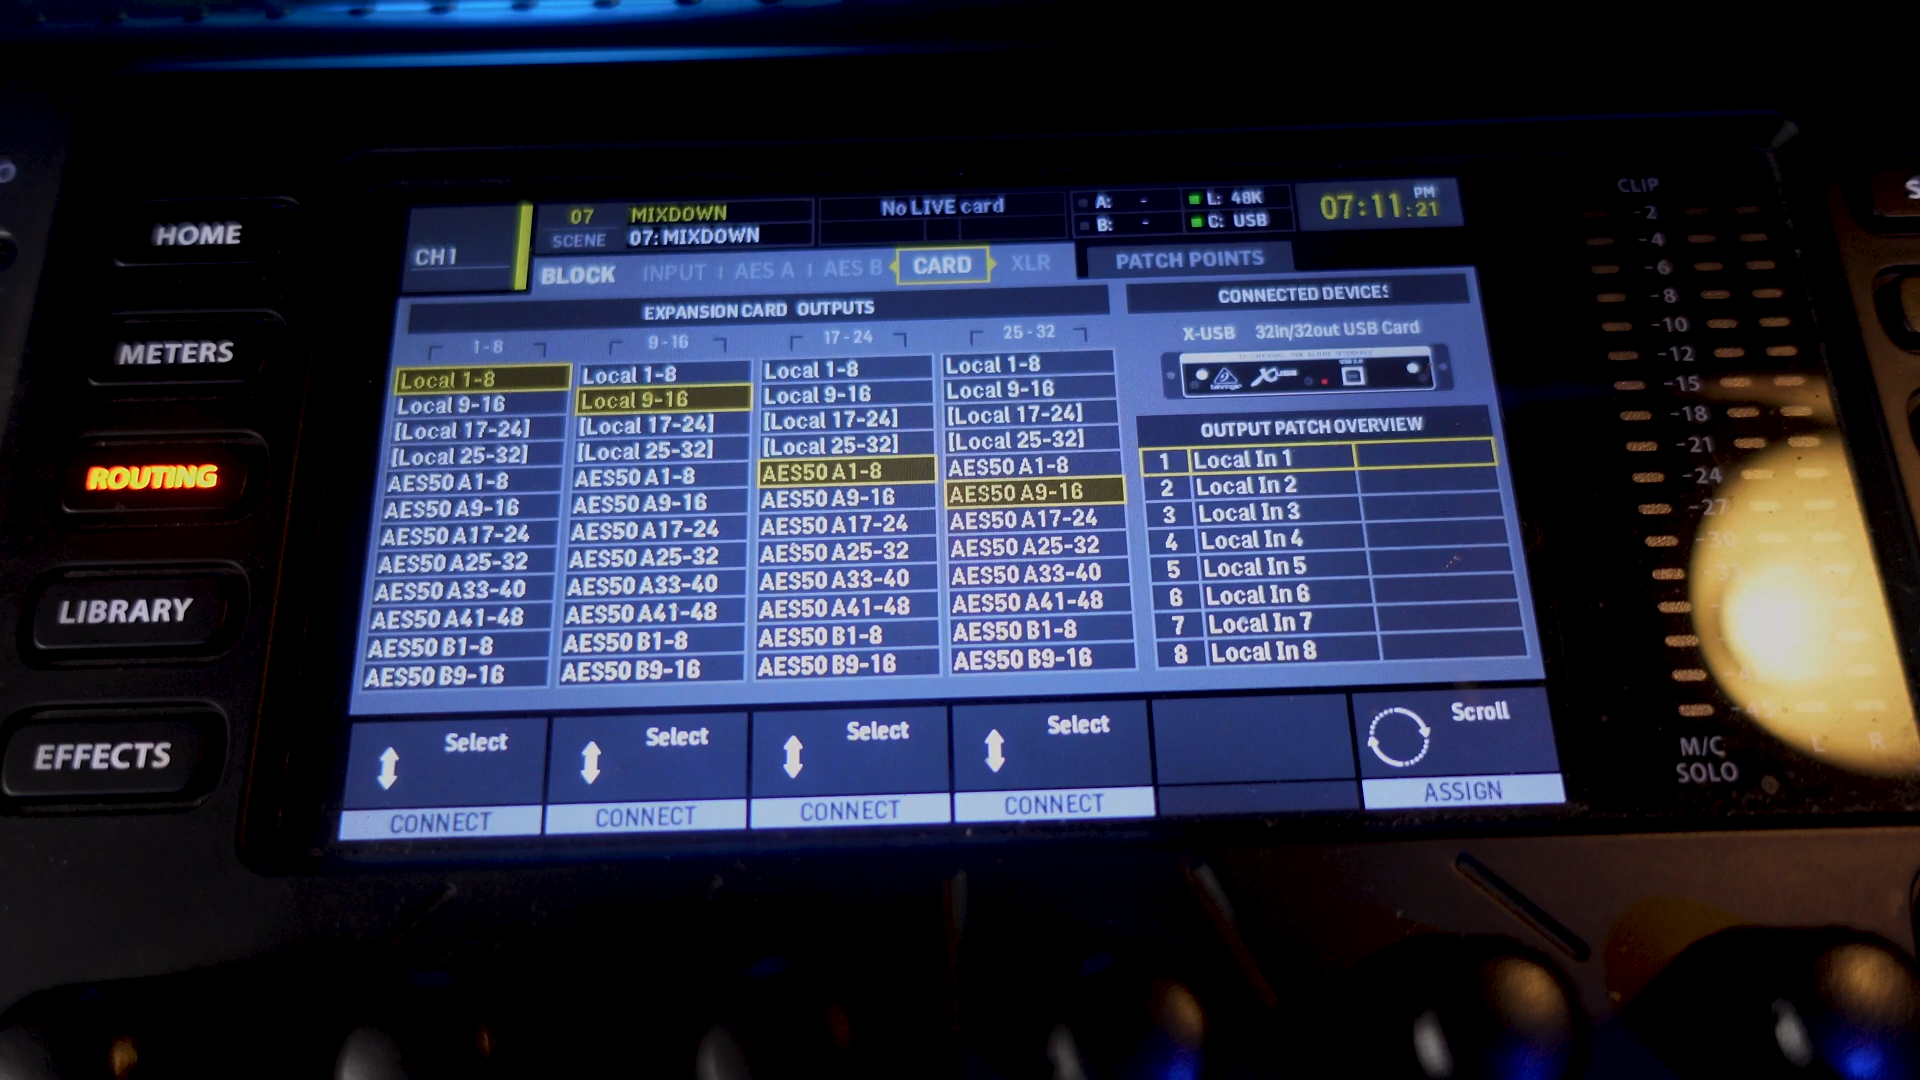 HOME
METERS
ROUTING
LIBRARY
EFFECTS
CH1
07 MIXDOWN
SCENE 07: MIXDOWN
No LIVE card
A: - L: 48K
B: - C: USB
07:11:21 PM
BLOCK INPUT AES A AES B CARD XLR
PATCH POINTS
EXPANSION CARD OUTPUTS
1-8
Local 1-8
Local 9-16
[Local 17-24]
[Local 25-32]
AES50 A1-8
AES50 A9-16
AES50 A17-24
AES50 A25-32
AES50 A33-40
AES50 A41-48
AES50 B1-8
AES50 B9-16
9-16
Local 1-8
Local 9-16
[Local 17-24]
[Local 25-32]
AES50 A1-8
AES50 A9-16
AES50 A17-24
AES50 A25-32
AES50 A33-40
AES50 A41-48
AES50 B1-8
AES50 B9-16
17-24
Local 1-8
Local 9-16
[Local 17-24]
[Local 25-32]
AES50 A1-8
AES50 A9-16
AES50 A17-24
AES50 A25-32
AES50 A33-40
AES50 A41-48
AES50 B1-8
AES50 B9-16
25-32
Local 1-8
Local 9-16
[Local 17-24]
[Local 25-32]
AES50 A1-8
AES50 A9-16
AES50 A17-24
AES50 A25-32
AES50 A33-40
AES50 A41-48
AES50 B1-8
AES50 B9-16
CONNECTED DEVICES
X-USB 32in/32out USB Card
OUTPUT PATCH OVERVIEW
1 Local In 1
2 Local In 2
3 Local In 3
4 Local In 4
5 Local In 5
6 Local In 6
7 Local In 7
8 Local In 8
Select
CONNECT
Select
CONNECT
Select
CONNECT
Select
CONNECT
Scroll
ASSIGN
CLIP
-2
-4
-6
-8
-10
-12
-15
-18
-21
-24
-27
-30
-45
M/C
SOLO
L R
S